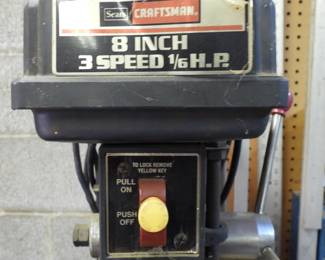 Sears / CRAFTSMAN
8 INCH
3 SPEED 1/6 H.P.
TO LOCK REMOVE
YELLOW KEY
PULL
ON
PUSH
OFF